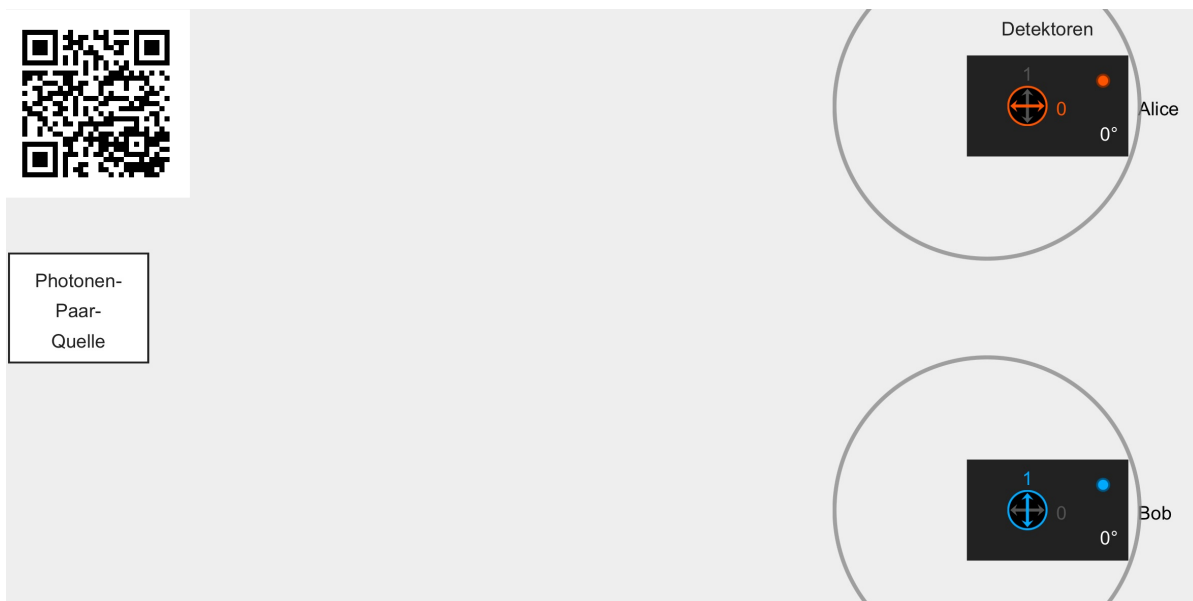 Detektoren
1
0
Alice
0°
Photonen-
Paar-
Quelle
1
0
Bob
0°